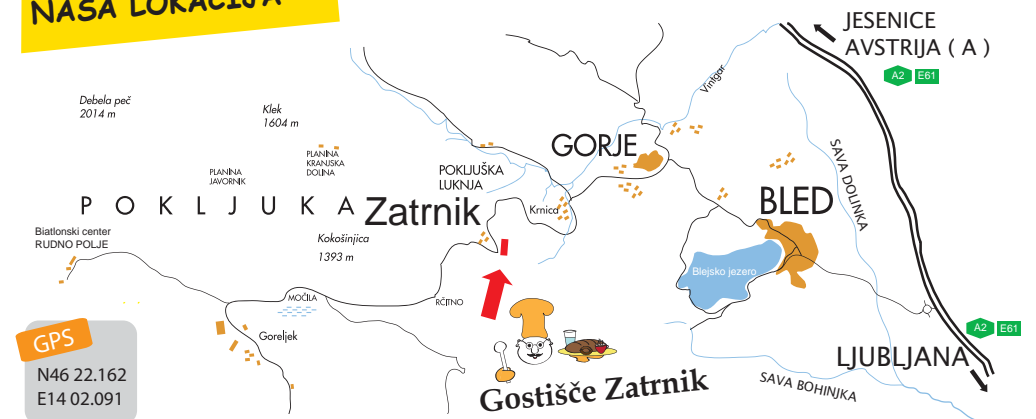 NAŠA LOKACIJA
JESENICE
AVSTRIJA ( A )
A2 E61
Vintgar
Debela peč
2014 m
Klek
1604 m
GORJE
PLANINA
KRANJSKA
DOLINA
PLANINA
JAVORNIK
POKLJUŠKA
LUKNJA
SAVA DOLINKA
POKLJUKA
Zatrnik
Krnica
BLED
Biatlonski center
RUDNO POLJE
Kokošinjica
1393 m
Blejsko jezero
MOČILA
RČITNO
Goreljek
A2 E61
LJUBLJANA
GPS
N46 22.162
E14 02.091
Gostišče Zatrnik
SAVA BOHINJKA